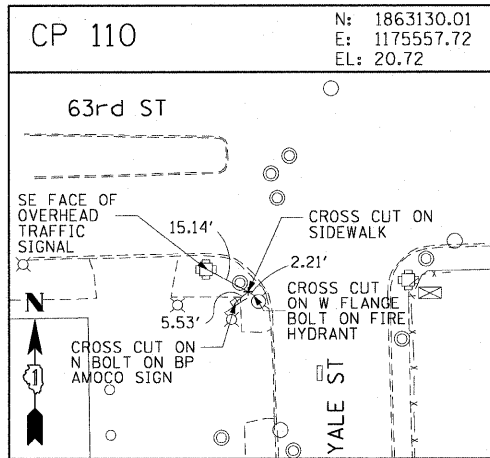 CP 110
N: 1863130.01
E: 1175557.72
EL: 20.72
63rd ST
SE FACE OF
OVERHEAD
TRAFFIC
SIGNAL
15.14'
CROSS CUT ON
SIDEWALK
2.21'
CROSS CUT
ON W FLANGE
BOLT ON FIRE
HYDRANT
5.53'
CROSS CUT ON
N BOLT ON BP
AMOCO SIGN
N
1
YALE ST